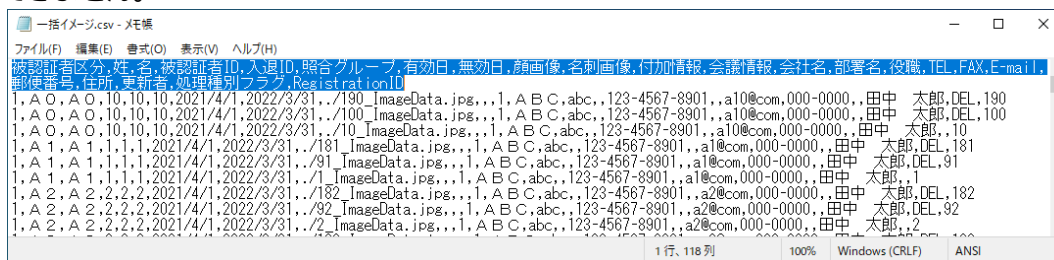 一括イメージ.csv - メモ帳
ファイル(F) 編集(E) 書式(O) 表示(V) ヘルプ(H)
被認証者区分,姓,名,被認証者ID,入退ID,照合グループ,有効日,無効日,顔画像,名刺画像,付加情報,会議情報,会社名,部署名,役職,TEL,FAX,E-mail,
郵便番号,住所,更新者,処理種別フラグ,RegistrationID
1,Ａ０,Ａ０,10,10,10,2021/4/1,2022/3/31,./190_ImageData.jpg,,,1,ＡＢＣ,abc,,123-4567-8901,,a10@com,000-0000,,田中　太郎,DEL,190
1,Ａ０,Ａ０,10,10,10,2021/4/1,2022/3/31,./100_ImageData.jpg,,,1,ＡＢＣ,abc,,123-4567-8901,,a10@com,000-0000,,田中　太郎,DEL,100
1,Ａ０,Ａ０,10,10,10,2021/4/1,2022/3/31,./10_ImageData.jpg,,,1,ＡＢＣ,abc,,123-4567-8901,,a10@com,000-0000,,田中　太郎,,10
1,Ａ１,Ａ１,1,1,1,2021/4/1,2022/3/31,./181_ImageData.jpg,,,1,ＡＢＣ,abc,,123-4567-8901,,a1@com,000-0000,,田中　太郎,DEL,181
1,Ａ１,Ａ１,1,1,1,2021/4/1,2022/3/31,./91_ImageData.jpg,,,1,ＡＢＣ,abc,,123-4567-8901,,a1@com,000-0000,,田中　太郎,DEL,91
1,Ａ１,Ａ１,1,1,1,2021/4/1,2022/3/31,./1_ImageData.jpg,,,1,ＡＢＣ,abc,,123-4567-8901,,a1@com,000-0000,,田中　太郎,,1
1,Ａ２,Ａ２,2,2,2,2021/4/1,2022/3/31,./182_ImageData.jpg,,,1,ＡＢＣ,abc,,123-4567-8901,,a2@com,000-0000,,田中　太郎,DEL,182
1,Ａ２,Ａ２,2,2,2,2021/4/1,2022/3/31,./92_ImageData.jpg,,,1,ＡＢＣ,abc,,123-4567-8901,,a2@com,000-0000,,田中　太郎,DEL,92
1,Ａ２,Ａ２,2,2,2,2021/4/1,2022/3/31,./2_ImageData.jpg,,,1,ＡＢＣ,abc,,123-4567-8901,,a2@com,000-0000,,田中　太郎,,2
1 行、118 列 100% Windows (CRLF) ANSI